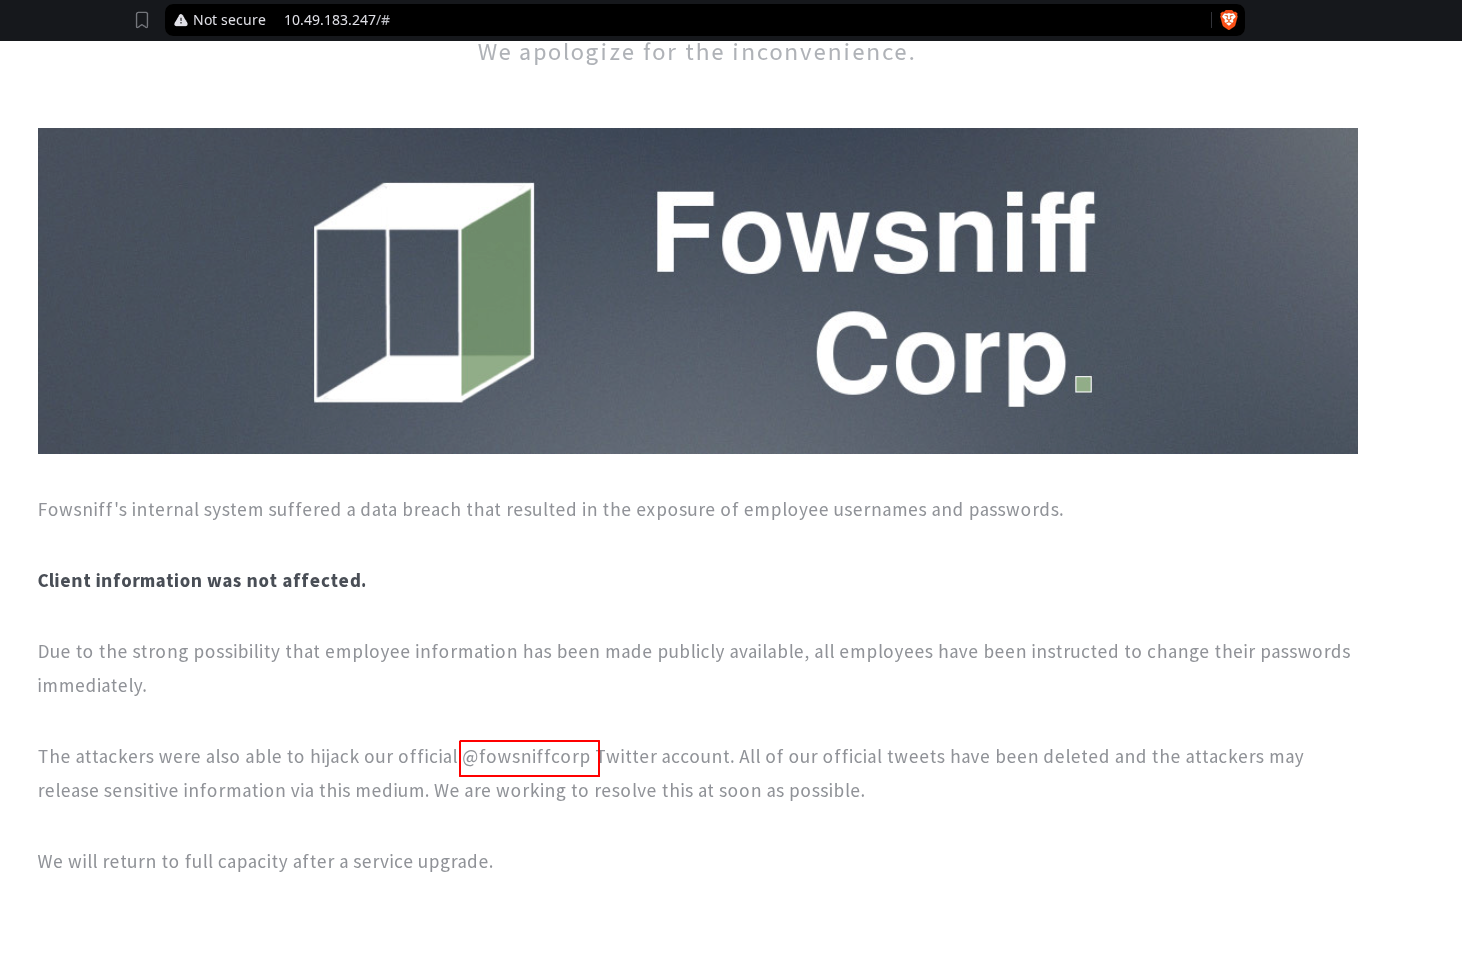 Not secure 10.49.183.247/#
We apologize for the inconvenience.
Fowsniff
Corp.
Fowsniff's internal system suffered a data breach that resulted in the exposure of employee usernames and passwords.
Client information was not affected.
Due to the strong possibility that employee information has been made publicly available, all employees have been instructed to change their passwords
immediately.
The attackers were also able to hijack our official @fowsniffcorp Twitter account. All of our official tweets have been deleted and the attackers may
release sensitive information via this medium. We are working to resolve this at soon as possible.
We will return to full capacity after a service upgrade.